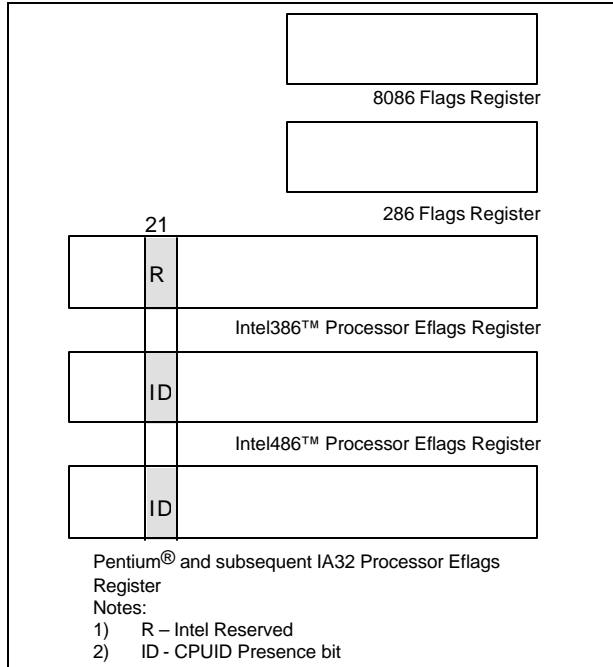 8086 Flags Register
286 Flags Register
21
R
Intel386™ Processor Eflags Register
ID
Intel486™ Processor Eflags Register
ID
Pentium® and subsequent IA32 Processor Eflags
Register
Notes:
1) R – Intel Reserved
2) ID - CPUID Presence bit